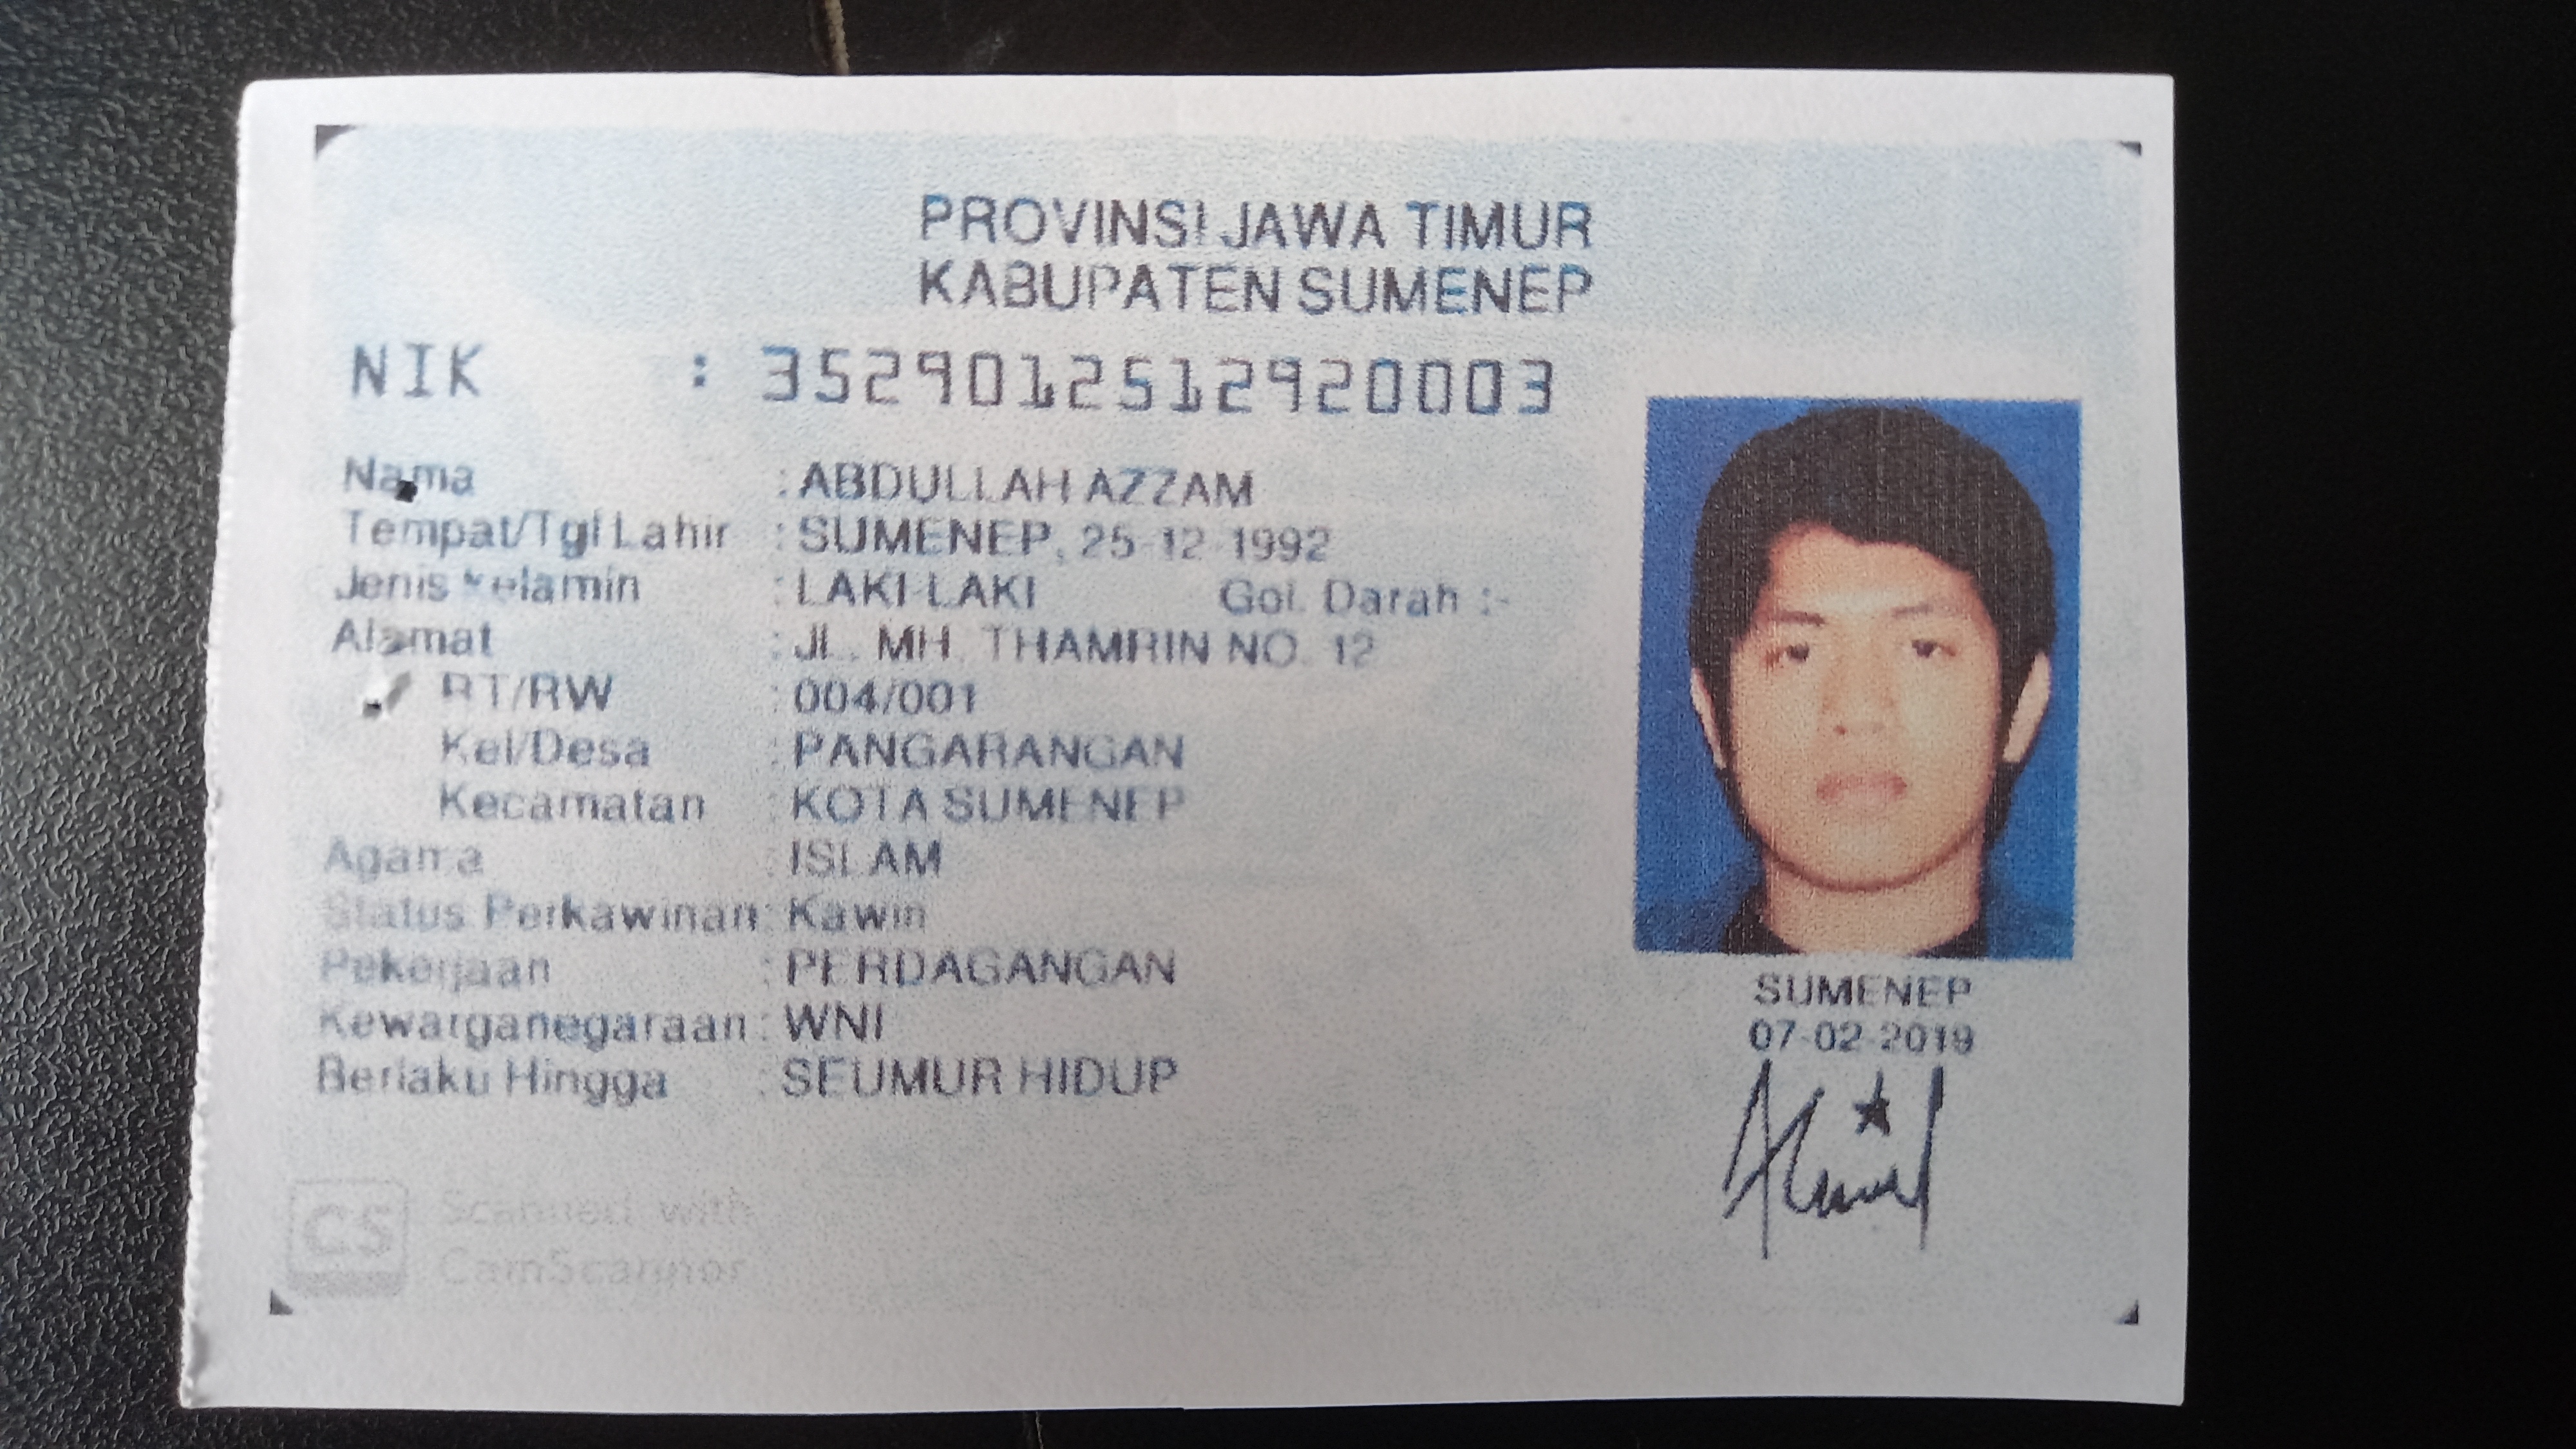 PROVINSI JAWA TIMUR
KABUPATEN SUMENEP
NIK : 3529012512920003
Nama : ABDULLAH AZZAM
Tempat/Tgl Lahir : SUMENEP, 25-12-1992
Jenis Kelamin : LAKI-LAKI Gol. Darah : -
Alamat : JL. MH. THAMRIN NO. 12
RT/RW : 004/001
Kel/Desa : PANGARANGAN
Kecamatan : KOTA SUMENEP
Agama : ISLAM
Status Perkawinan : Kawin
Pekerjaan : PERDAGANGAN
Kewarganegaraan : WNI
Berlaku Hingga : SEUMUR HIDUP
SUMENEP
07-02-2019
CS Scanned with
CamScanner